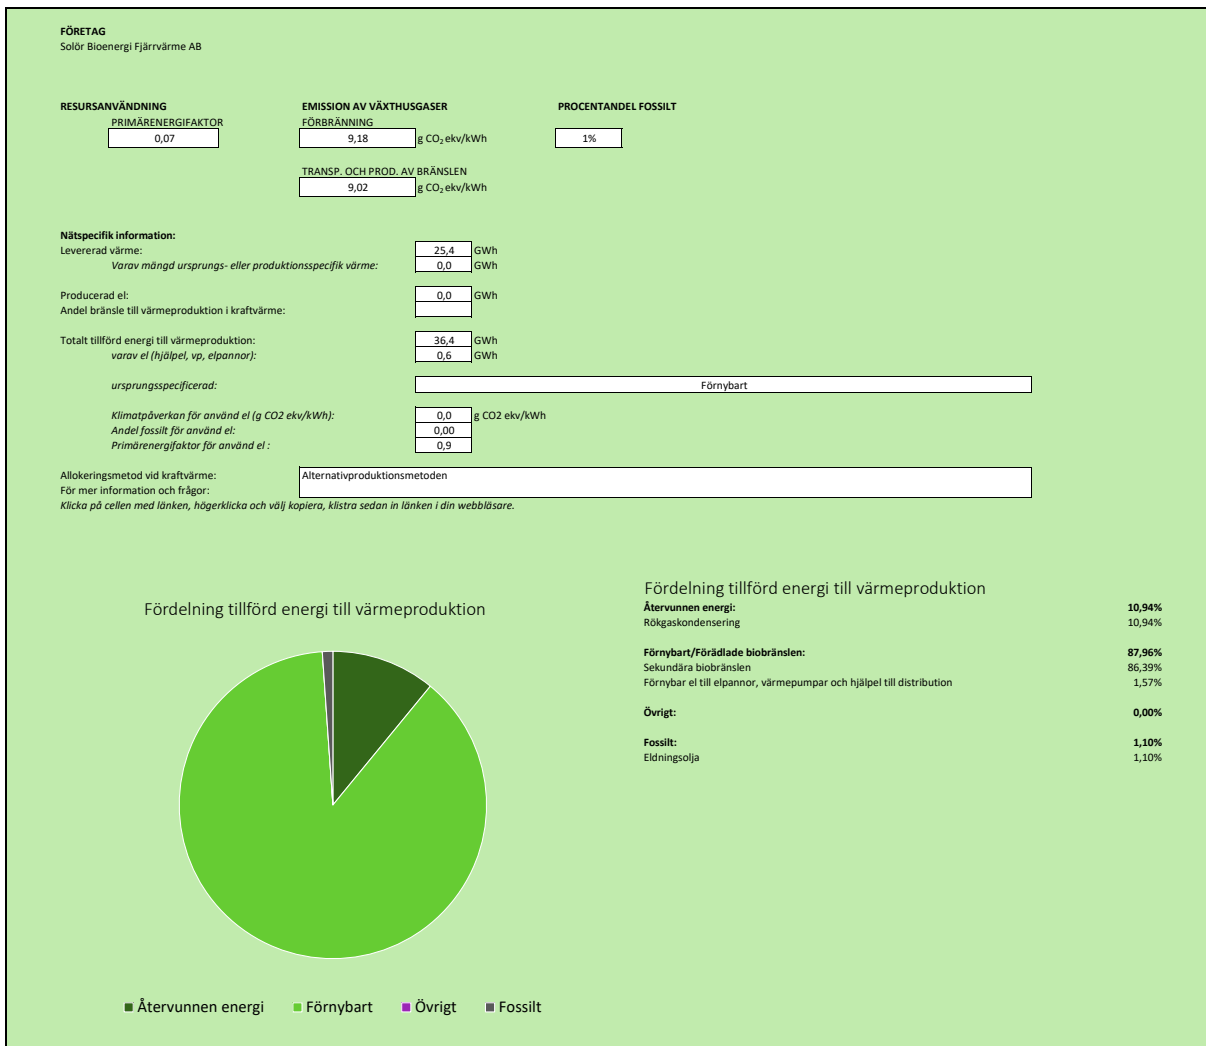 FÖRETAG
Solör Bioenergi Fjärrvärme AB
RESURSANVÄNDNING EMISSION AV VÄXTHUSGASER PROCENTANDEL FOSSILT
PRIMÄRENERGIFAKTOR FÖRBRÄNNING
0,07 9,18 g CO₂ ekv/kWh 1%
TRANSP. OCH PROD. AV BRÄNSLEN
9,02 g CO₂ ekv/kWh
Nätspecifik information:
Levererad värme: 25,4 GWh
Varav mängd ursprungs- eller produktionsspecifik värme: 0,0 GWh
Producerad el: 0,0 GWh
Andel bränsle till värmeproduktion i kraftvärme:
Totalt tillförd energi till värmeproduktion: 36,4 GWh
varav el (hjälpel, vp, elpannor): 0,6 GWh
ursprungsspecificerad: Förnybart
Klimatpåverkan för använd el (g CO2 ekv/kWh): 0,0 g CO2 ekv/kWh
Andel fossilt för använd el: 0,00
Primärenergifaktor för använd el : 0,9
Allokeringsmetod vid kraftvärme: Alternativproduktionsmetoden
För mer information och frågor:
Klicka på cellen med länken, högerklicka och välj kopiera, klistra sedan in länken i din webbläsare.
Fördelning tillförd energi till värmeproduktion
Återvunnen energi Förnybart Övrigt Fossilt
Fördelning tillförd energi till värmeproduktion
Återvunnen energi: 10,94%
Rökgaskondensering 10,94%
Förnybart/Förädlade biobränslen: 87,96%
Sekundära biobränslen 86,39%
Förnybar el till elpannor, värmepumpar och hjälpel till distribution 1,57%
Övrigt: 0,00%
Fossilt: 1,10%
Eldningsolja 1,10%